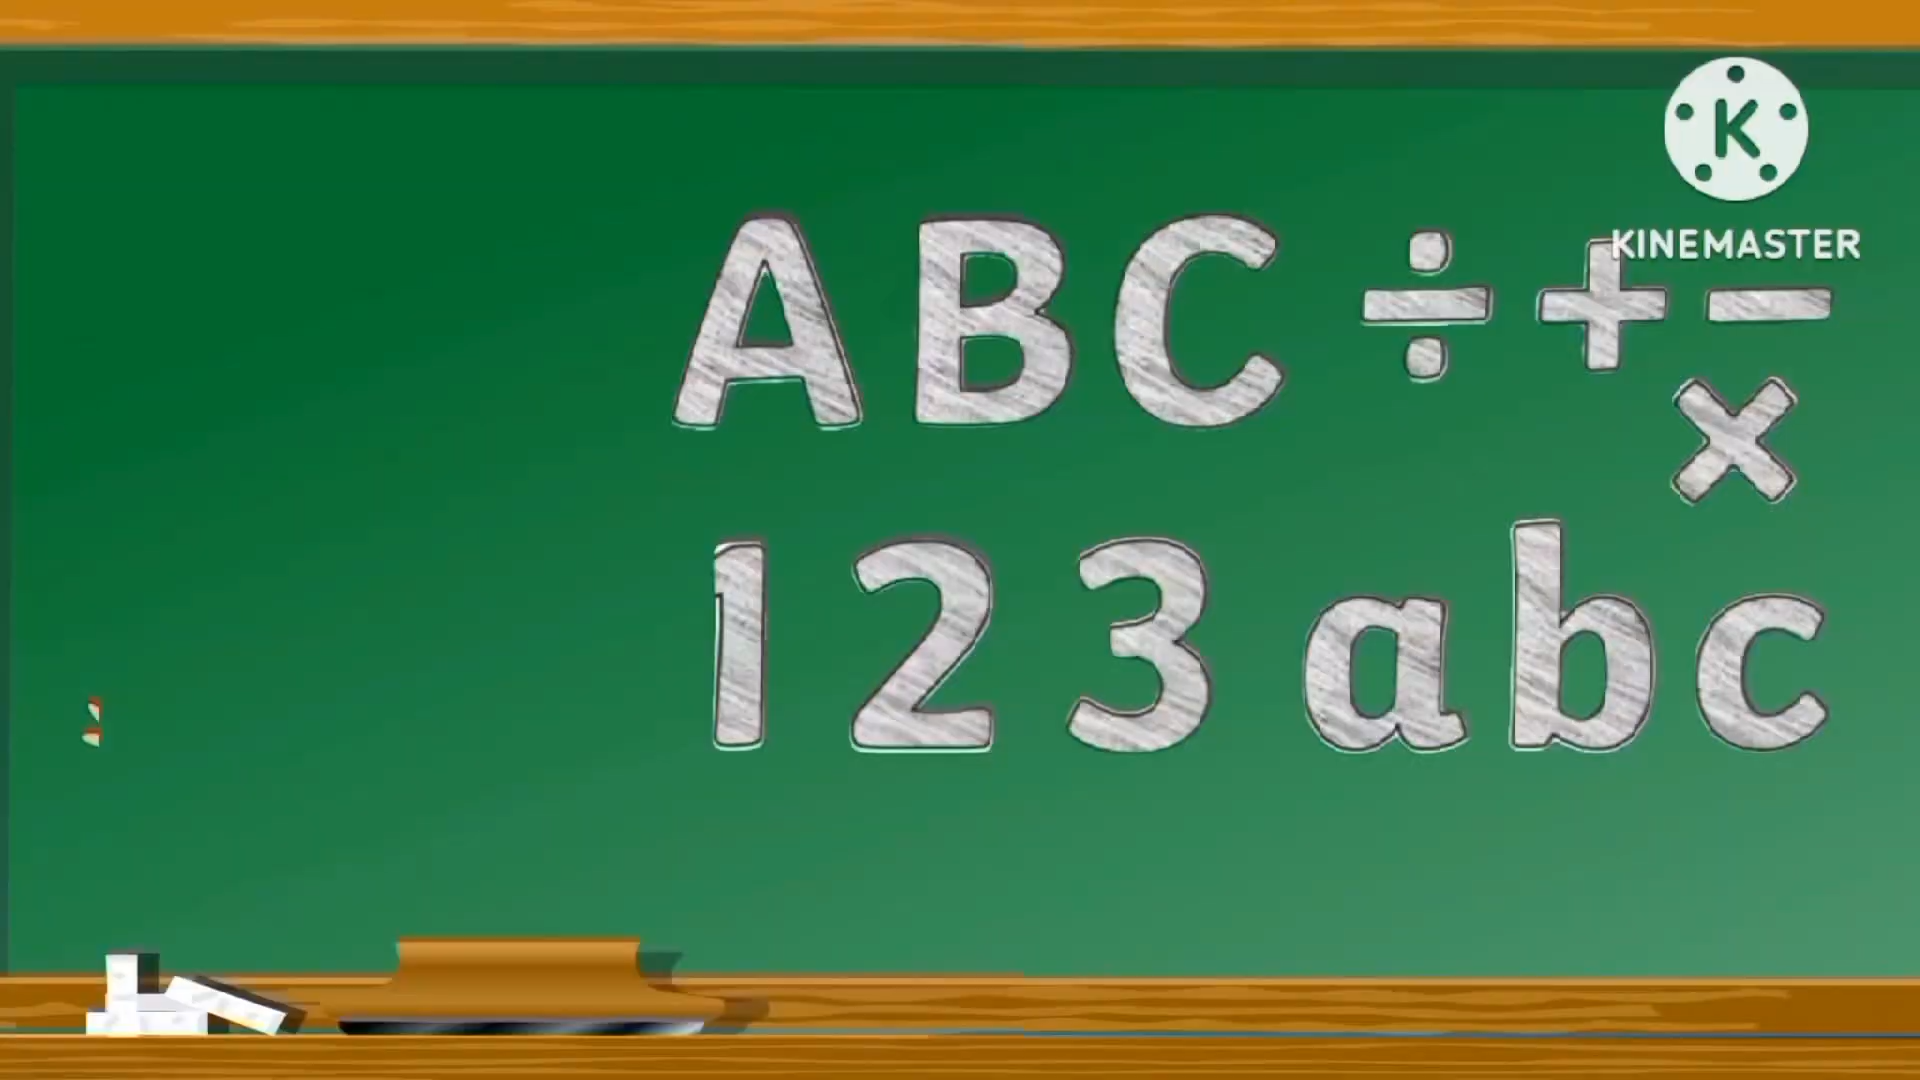 K
KINEMASTER
ABC ÷ + −
×
123 abc